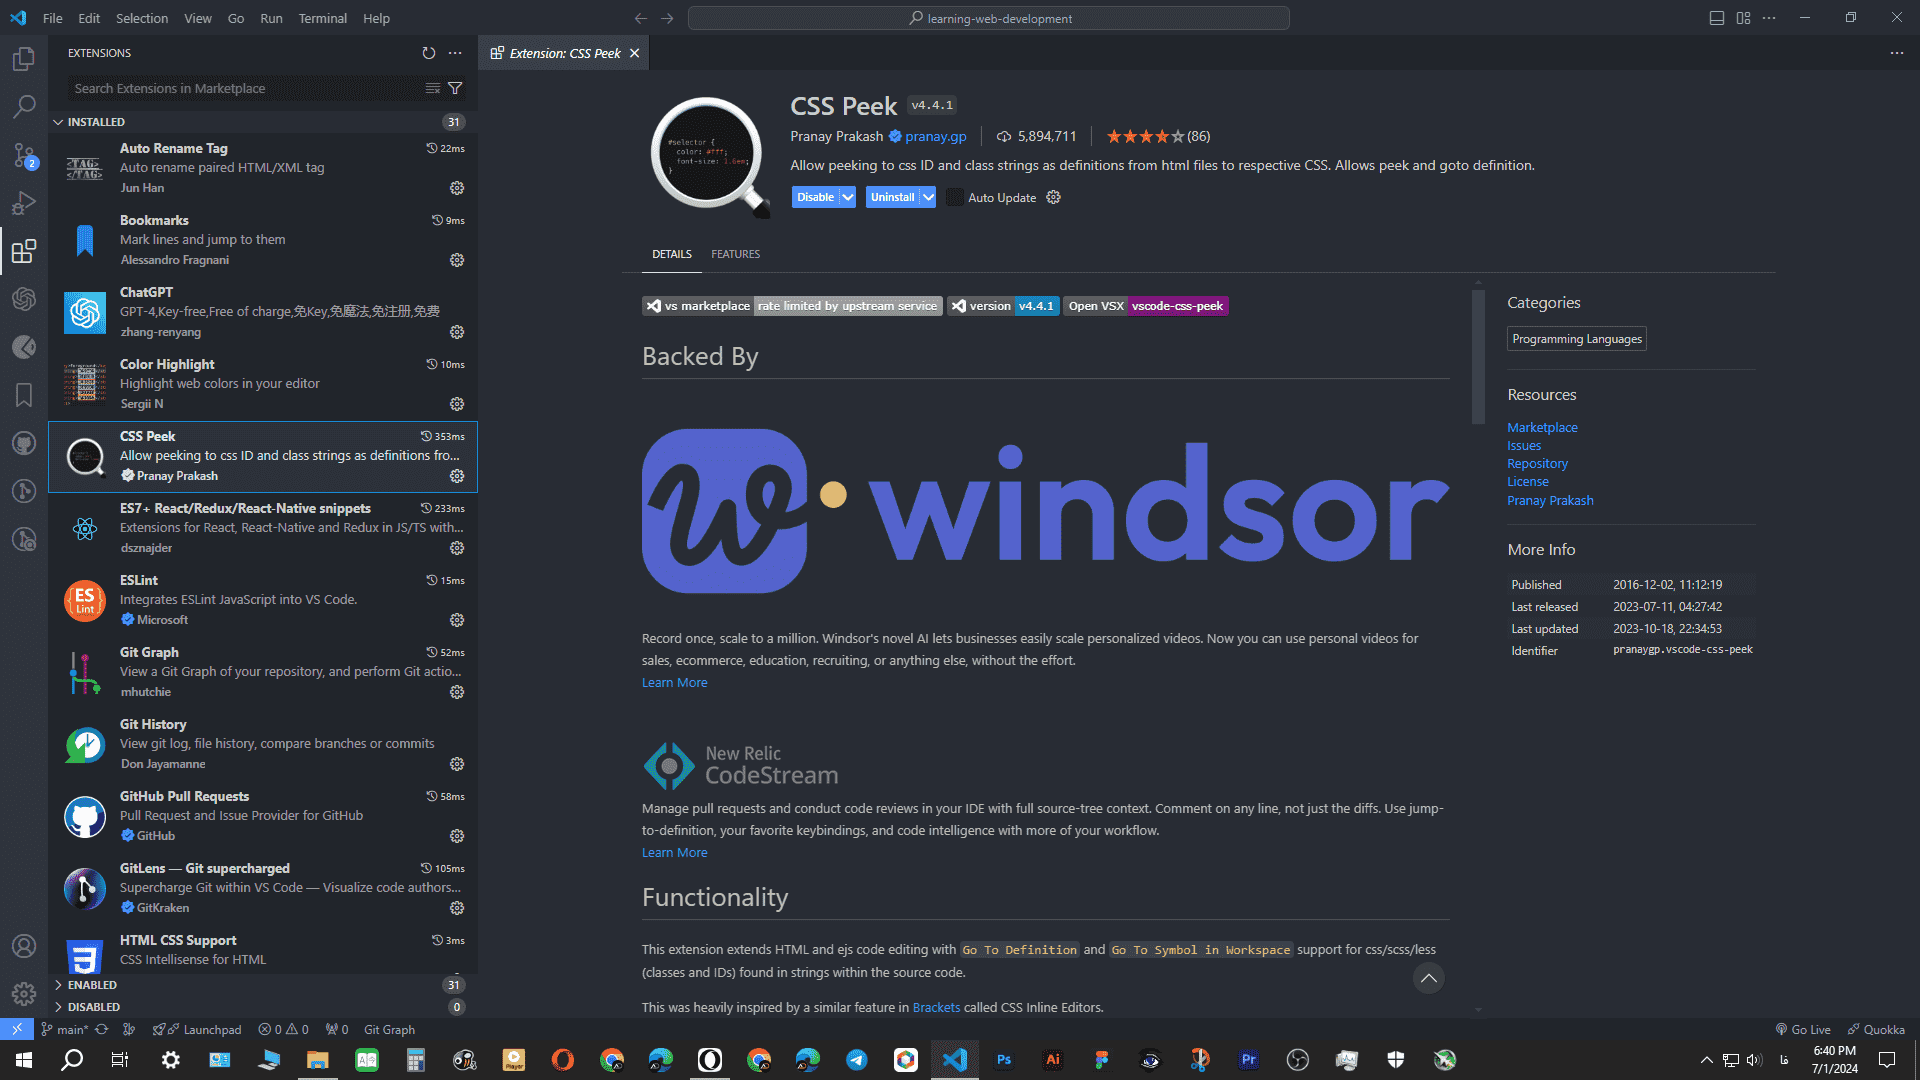 File Edit Selection View Go Run Terminal Help
learning-web-development
EXTENSIONS
Search Extensions in Marketplace
INSTALLED 31
Auto Rename Tag 22ms
Auto rename paired HTML/XML tag
Jun Han
Bookmarks 9ms
Mark lines and jump to them
Alessandro Fragnani
ChatGPT
GPT-4,Key-free,Free of charge,免Key,免魔法,免注册,免费
zhang-renyang
Color Highlight 10ms
Highlight web colors in your editor
Sergii N
CSS Peek 353ms
Allow peeking to css ID and class strings as definitions fro...
Pranay Prakash
ES7+ React/Redux/React-Native snippets 233ms
Extensions for React, React-Native and Redux in JS/TS with...
dsznajder
ES
Lint
ESLint 15ms
Integrates ESLint JavaScript into VS Code.
Microsoft
Git Graph 52ms
View a Git Graph of your repository, and perform Git actio...
mhutchie
Git History
View git log, file history, compare branches or commits
Don Jayamanne
GitHub Pull Requests 58ms
Pull Request and Issue Provider for GitHub
GitHub
GitLens — Git supercharged 105ms
Supercharge Git within VS Code — Visualize code authors...
GitKraken
HTML CSS Support 3ms
CSS Intellisense for HTML
ENABLED 31
DISABLED 0
2
<TAG>
</TAG>
Extension: CSS Peek
#selector {
color: #fff;
font-size: 1.6em;
}
CSS Peek v4.4.1
Pranay Prakash pranay.gp 5,894,711 (86)
Allow peeking to css ID and class strings as definitions from html files to respective CSS. Allows peek and goto definition.
Disable Uninstall Auto Update
DETAILS FEATURES
vs marketplace rate limited by upstream service version v4.4.1 Open VSX vscode-css-peek
Backed By
w windsor
Record once, scale to a million. Windsor's novel AI lets businesses easily scale personalized videos. Now you can use personal videos for
sales, ecommerce, education, recruiting, or anything else, without the effort.
Learn More
New Relic
CodeStream
Manage pull requests and conduct code reviews in your IDE with full source-tree context. Comment on any line, not just the diffs. Use jump-
to-definition, your favorite keybindings, and code intelligence with more of your workflow.
Learn More
Functionality
This extension extends HTML and ejs code editing with Go To Definition and Go To Symbol in Workspace support for css/scss/less
(classes and IDs) found in strings within the source code.
This was heavily inspired by a similar feature in Brackets called CSS Inline Editors.
Categories
Programming Languages
Resources
Marketplace
Issues
Repository
License
Pranay Prakash
More Info
Published 2016-12-02, 11:12:19
Last released 2023-07-11, 04:27:42
Last updated 2023-10-18, 22:34:53
Identifier pranaygp.vscode-css-peek
main* Launchpad 0 0 0 Git Graph Go Live Quokka
Player Ps Ai Pr فا
6:40 PM
7/1/2024